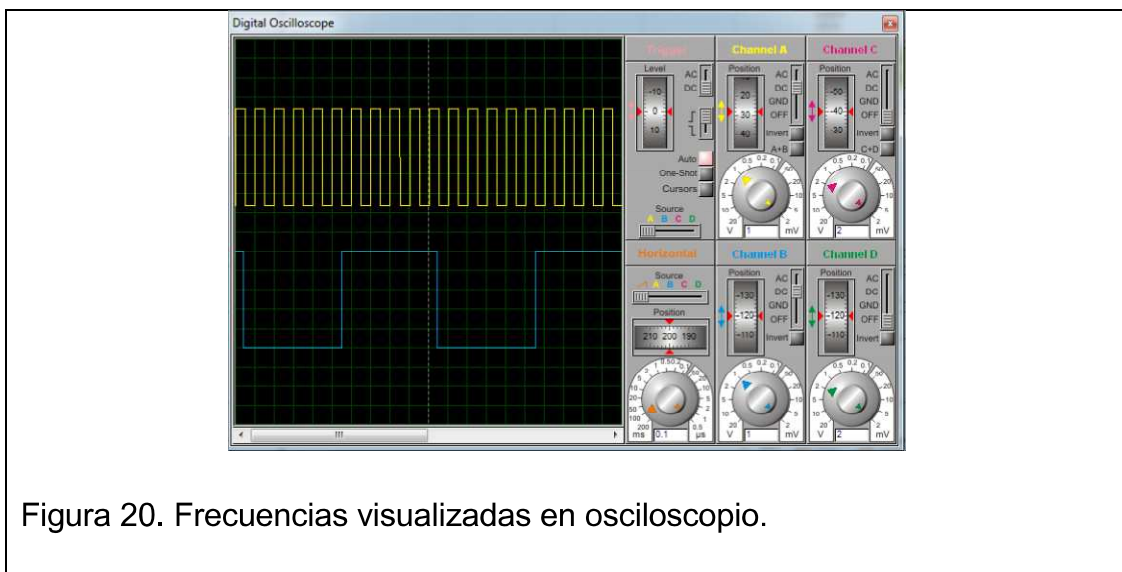 Digital Oscilloscope
Trigger
Level
AC
DC
-10
0
10
Auto
One-Shot
Cursors
Source
A B C D
Channel A
Position
AC
DC
GND
OFF
20
30
40
Invert
A+B
V 1 mV
Channel C
Position
AC
DC
GND
OFF
-50
-40
-30
Invert
C+D
V 2 mV
Horizontal
Source
A B C D
Position
210 200 190
ms 0.1 µs
Channel B
Position
AC
DC
GND
OFF
-130
-120
-110
Invert
V 1 mV
Channel D
Position
AC
DC
GND
OFF
-130
-120
-110
Invert
V 2 mV
Figura 20. Frecuencias visualizadas en osciloscopio.